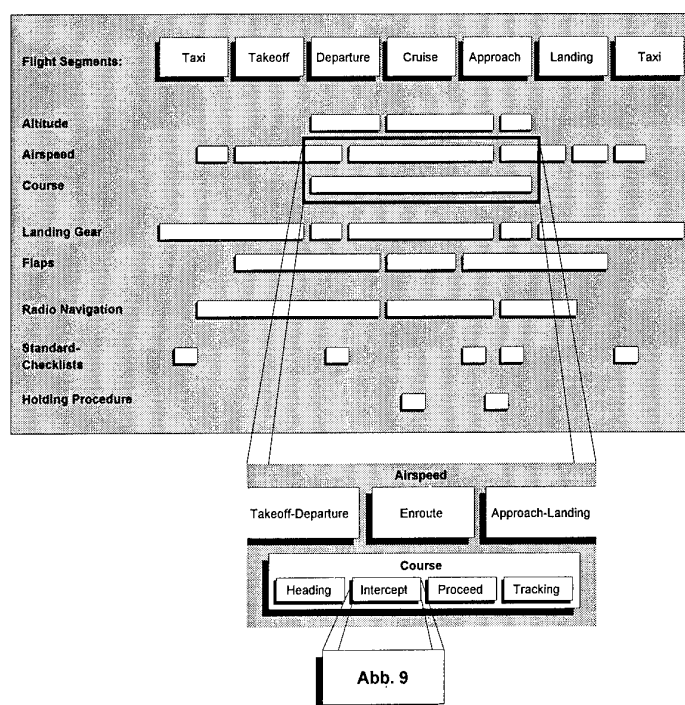 Flight Segments: Taxi Takeoff Departure Cruise Approach Landing Taxi
Altitude
Airspeed
Course
Landing Gear
Flaps
Radio Navigation
Standard-
Checklists
Holding Procedure
Airspeed
Takeoff-Departure Enroute Approach-Landing
Course
Heading Intercept Proceed Tracking
Abb. 9